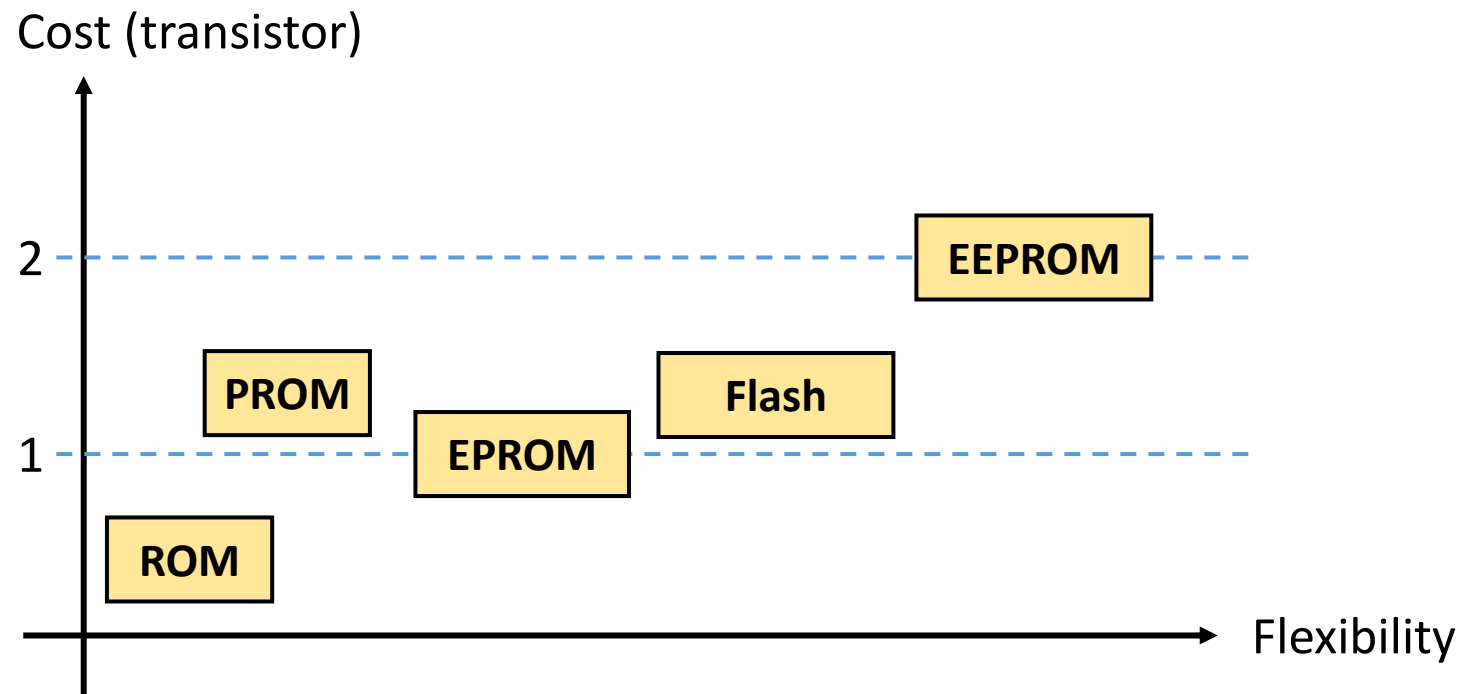 Cost (transistor)
2
EEPROM
PROM
Flash
1
EPROM
ROM
Flexibility